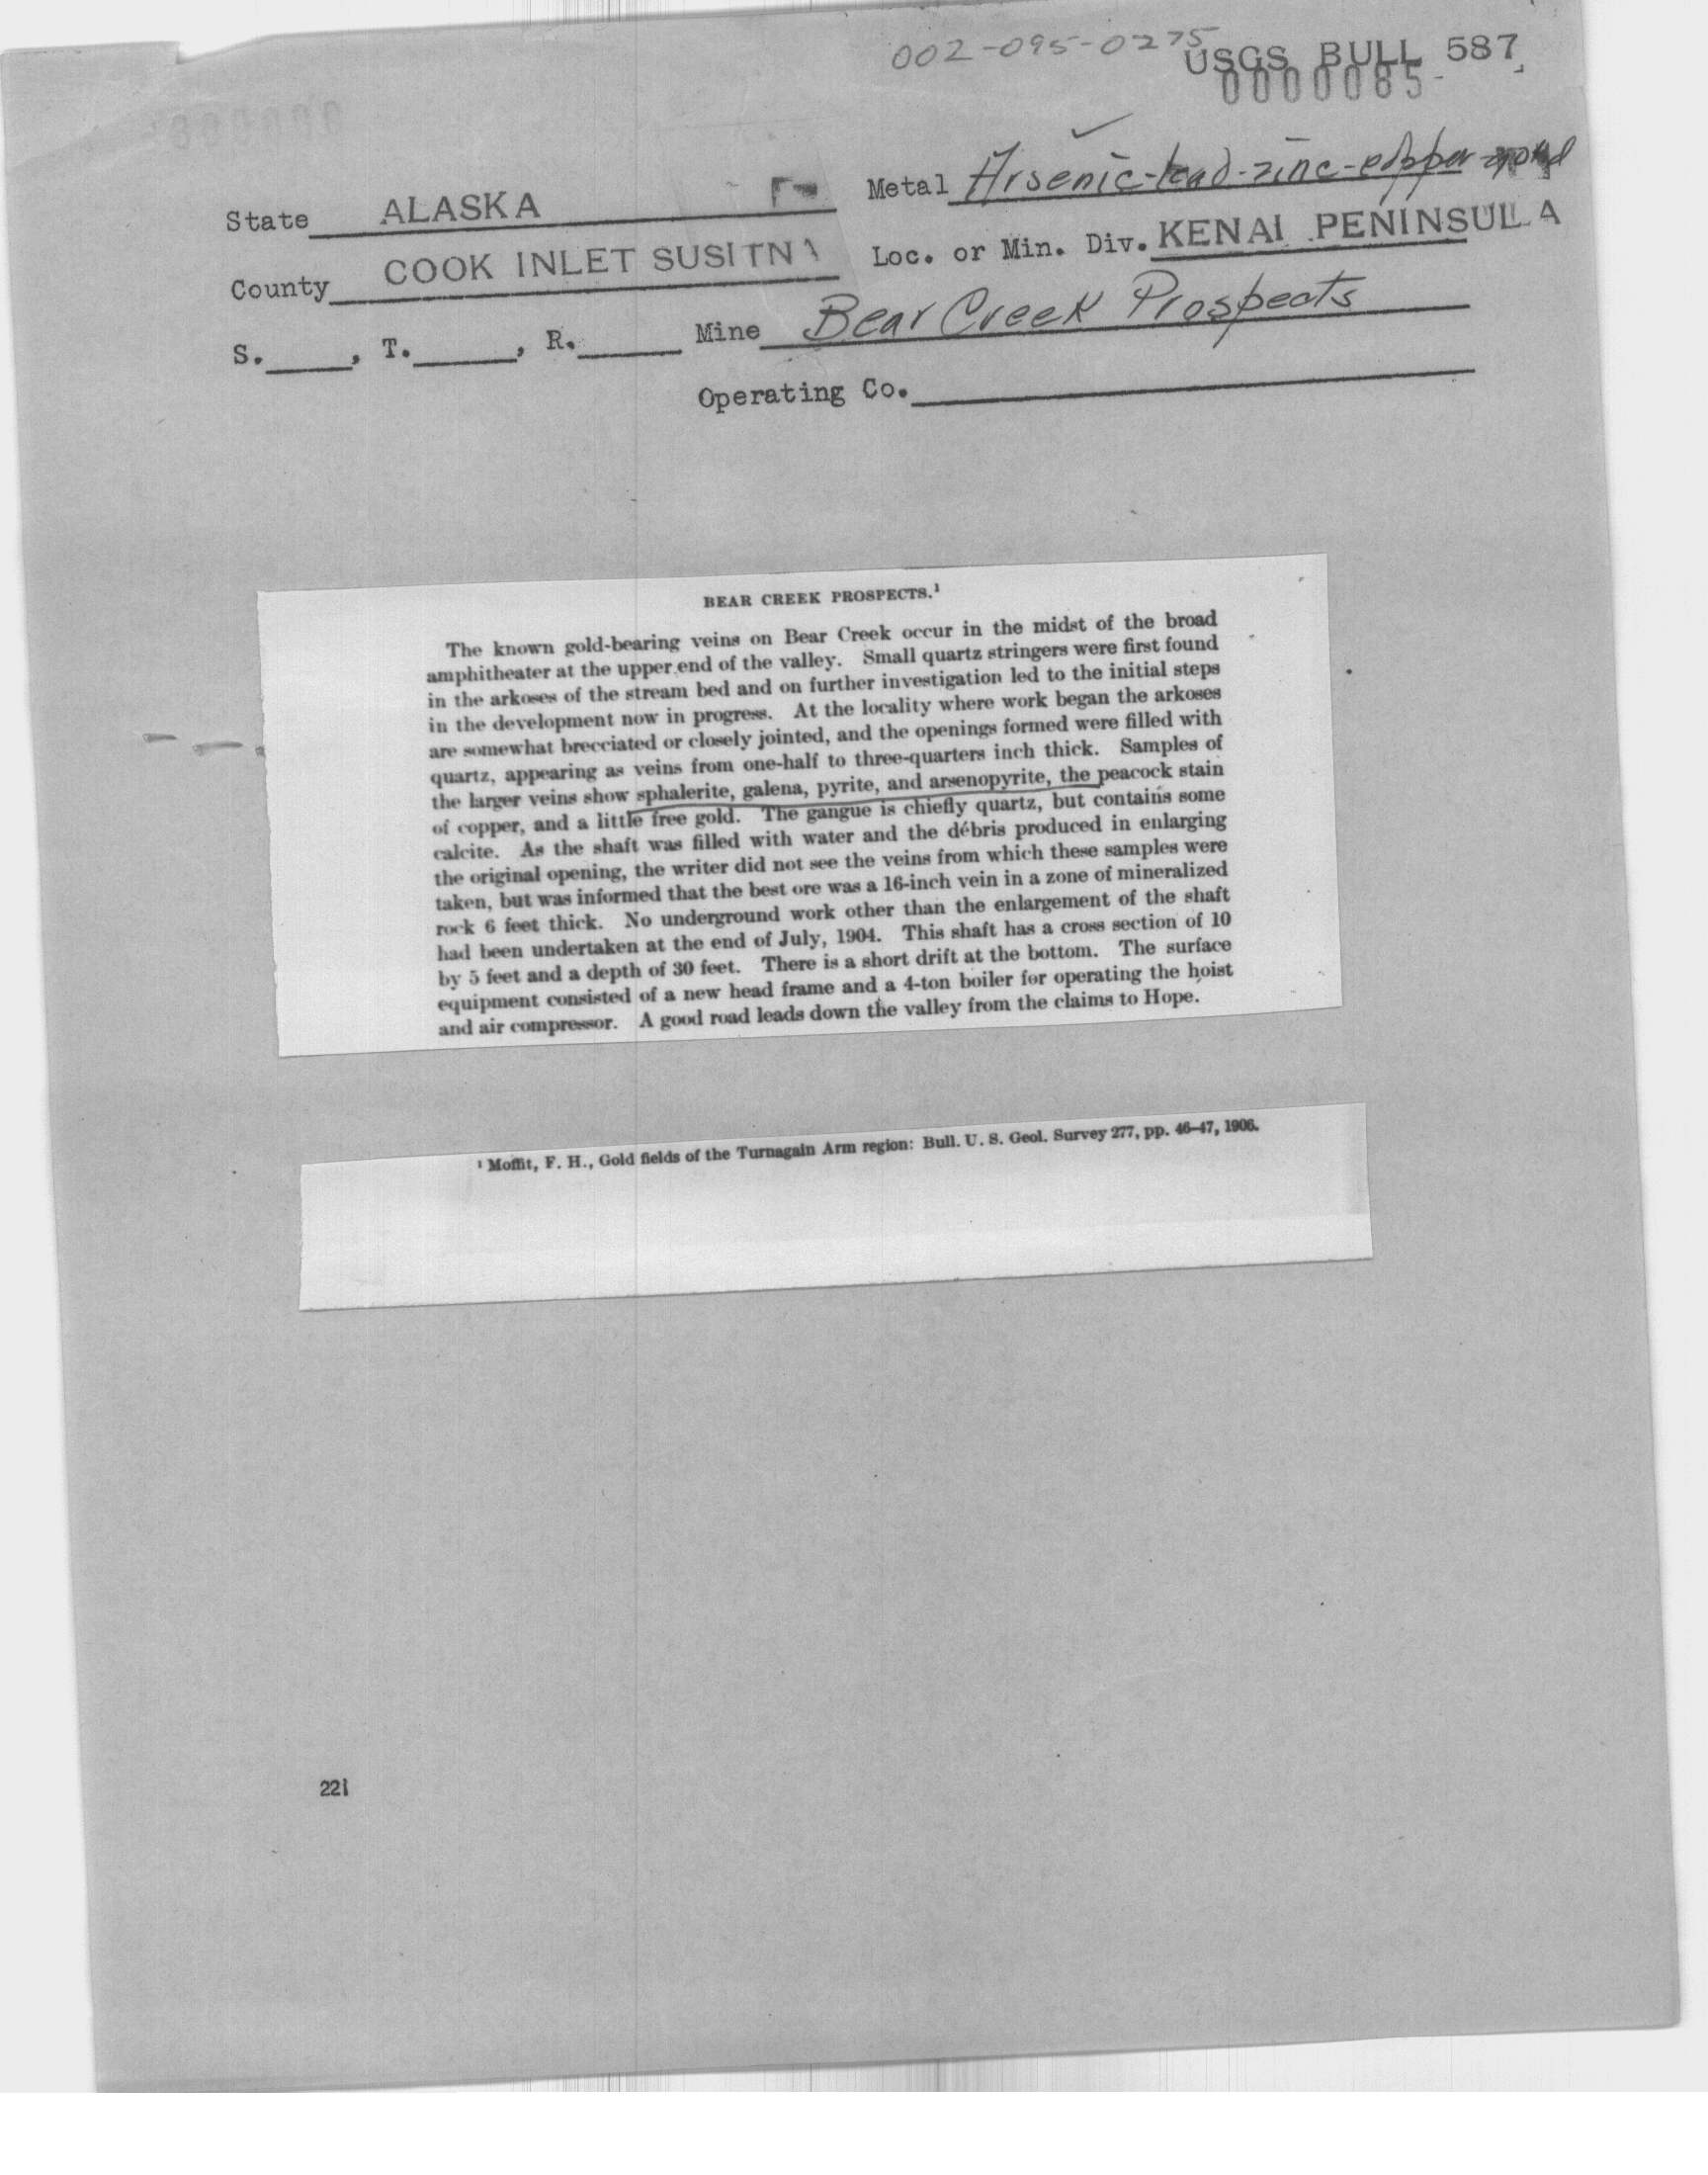 002-095-0275
USGS BULL 587
0000085
State ALASKA
Metal Arsenic-lead-zinc-copper-gold
County COOK INLET SUSITNA
Loc. or Min. Div. KENAI PENINSULA
S. , T. , R. Mine Bear Creek Prospects
Operating Co.
BEAR CREEK PROSPECTS.¹
The known gold-bearing veins on Bear Creek occur in the midst of the broad
amphitheater at the upper end of the valley. Small quartz stringers were first found
in the arkoses of the stream bed and on further investigation led to the initial steps
in the development now in progress. At the locality where work began the arkoses
are somewhat brecciated or closely jointed, and the openings formed were filled with
quartz, appearing as veins from one-half to three-quarters inch thick. Samples of
the larger veins show sphalerite, galena, pyrite, and arsenopyrite, the peacock stain
of copper, and a little free gold. The gangue is chiefly quartz, but contains some
calcite. As the shaft was filled with water and the débris produced in enlarging
the original opening, the writer did not see the veins from which these samples were
taken, but was informed that the best ore was a 16-inch vein in a zone of mineralized
rock 6 feet thick. No underground work other than the enlargement of the shaft
had been undertaken at the end of July, 1904. This shaft has a cross section of 10
by 5 feet and a depth of 30 feet. There is a short drift at the bottom. The surface
equipment consisted of a new head frame and a 4-ton boiler for operating the hoist
and air compressor. A good road leads down the valley from the claims to Hope.
¹ Moffit, F. H., Gold fields of the Turnagain Arm region: Bull. U. S. Geol. Survey 277, pp. 46–47, 1906.
221